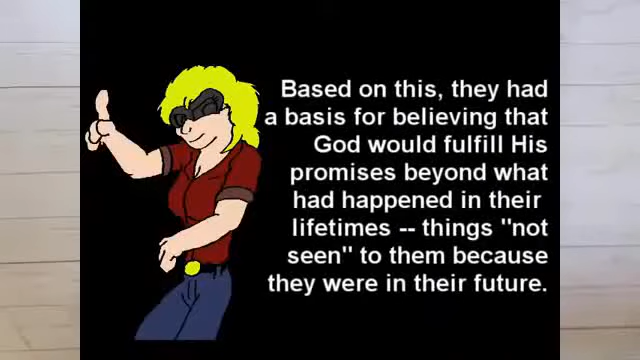 Based on this, they had
a basis for believing that
God would fulfill His
promises beyond what
had happened in their
lifetimes -- things "not
seen" to them because
they were in their future.